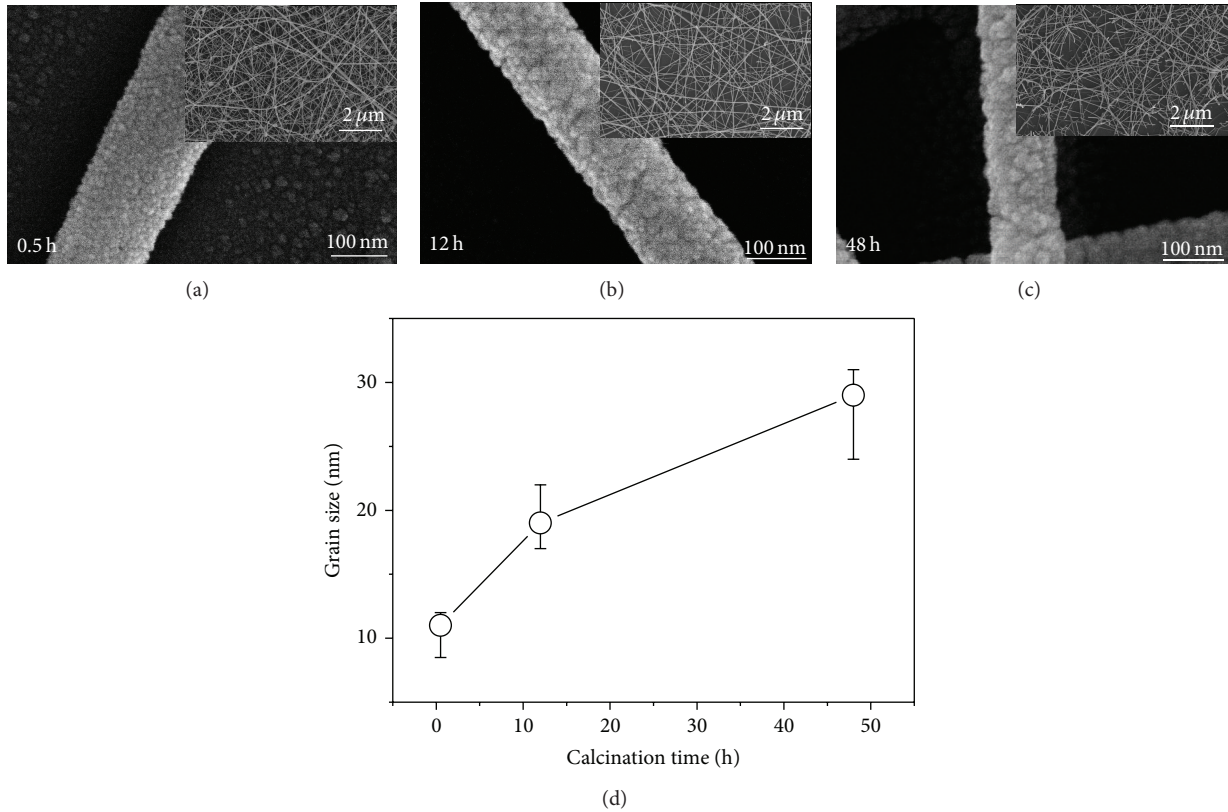 2 μm
0.5 h
100 nm
(a)
2 μm
12 h
100 nm
(b)
2 μm
48 h
100 nm
(c)
30
20
10
Grain size (nm)
0 10 20 30 40 50
Calcination time (h)
(d)